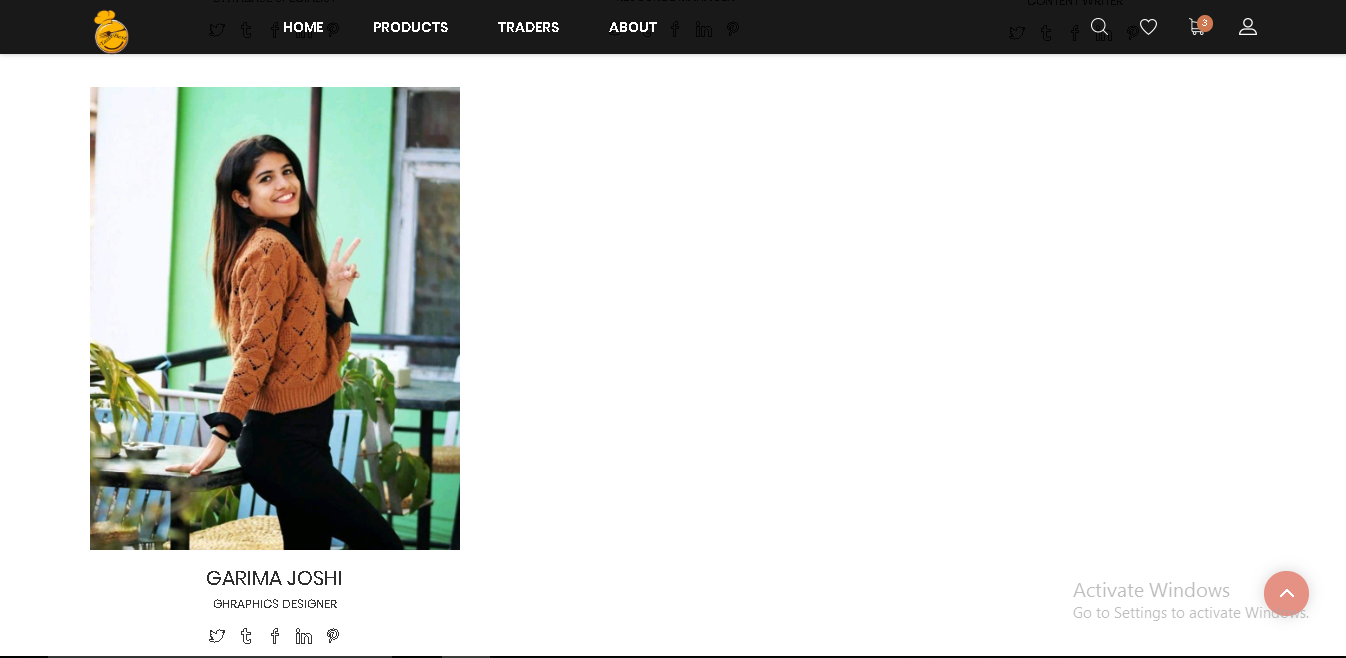 HOME PRODUCTS TRADERS ABOUT
3
CONTENT WRITER
GARIMA JOSHI
GHRAPHICS DESIGNER
Activate Windows
Go to Settings to activate Windows.